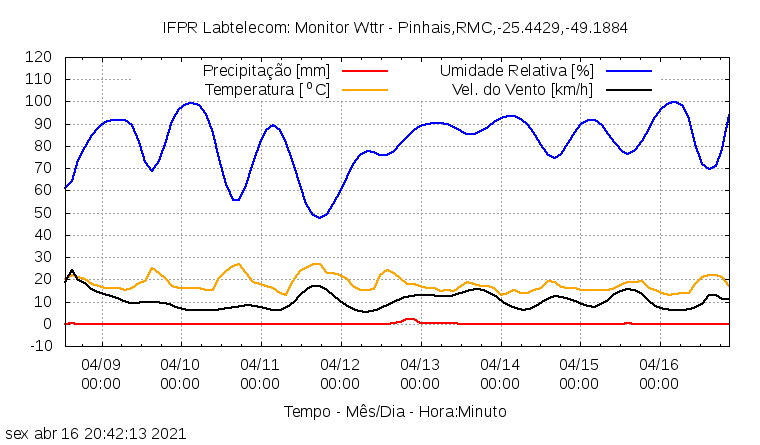 IFPR Labtelecom: Monitor Wttr - Pinhais,RMC,-25.4429,-49.1884
120
110
100
90
80
70
60
50
40
30
20
10
0
-10
Precipitação [mm]
Temperatura [ ⁰C]
Umidade Relativa [%]
Vel. do Vento [km/h]
04/09 04/10 04/11 04/12 04/13 04/14 04/15 04/16
00:00 00:00 00:00 00:00 00:00 00:00 00:00 00:00
Tempo - Mês/Dia - Hora:Minuto
sex abr 16 20:42:13 2021